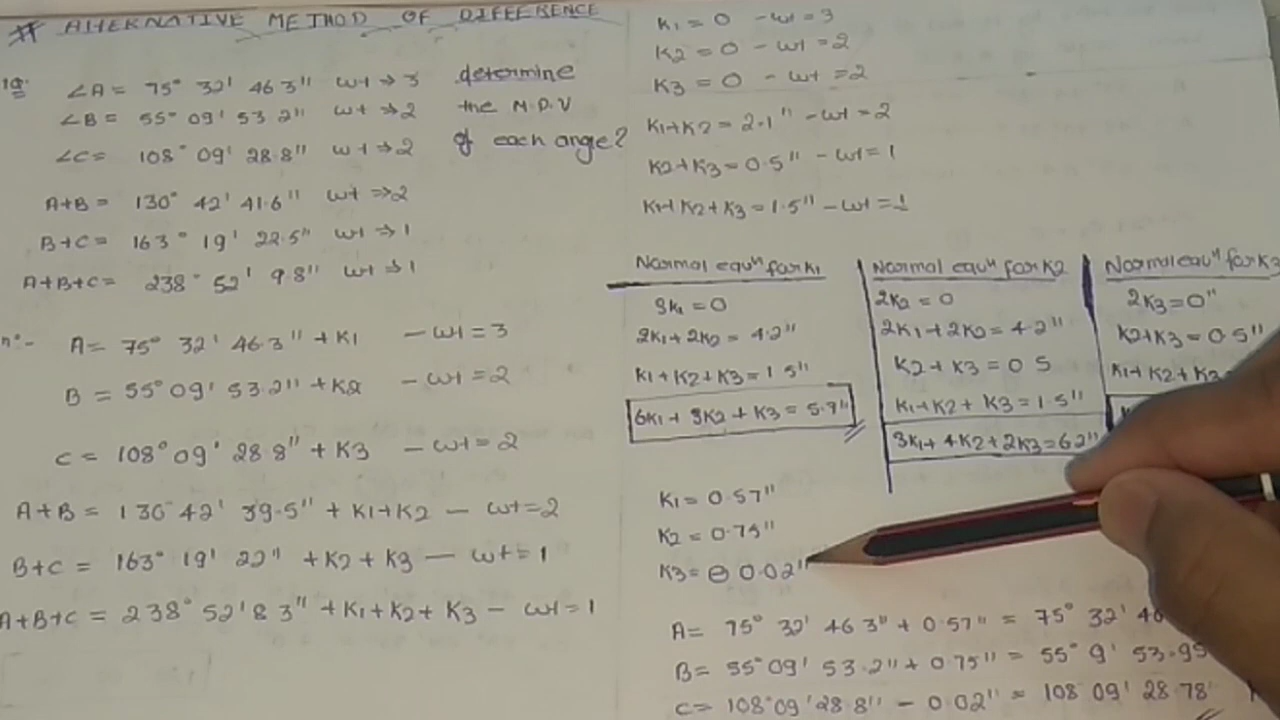 # ALTERNATIVE METHOD OF DIFFERENCE
∠A = 75° 32' 46.3" wt ⇒ 3 determine
∠B = 55° 09' 53.2" wt ⇒ 2 the M.P.V
∠C = 108° 09' 28.8" wt ⇒ 2 of each angle?
A+B = 130° 42' 41.6" wt ⇒ 2
B+C = 163° 19' 22.5" wt ⇒ 1
A+B+C = 238° 52' 9.8" wt ⇒ 1
A = 75° 32' 46.3" + K1 - wt = 3
B = 55° 09' 53.2" + K2 - wt = 2
C = 108° 09' 28.8" + K3 - wt = 2
A+B = 130° 42' 39.5" + K1+K2 - wt = 2
B+C = 163° 19' 22" + K2 + K3 - wt = 1
A+B+C = 238° 52' 8.3" + K1 + K2 + K3 - wt = 1
K1 = 0 - wt = 3
K2 = 0 - wt = 2
K3 = 0 - wt = 2
K1+K2 = 2.1" - wt = 2
K2+K3 = 0.5" - wt = 1
K1+K2+K3 = 1.5" - wt = 1
Normal equⁿ for K1
3K1 = 0
2K1 + 2K2 = 4.2"
K1 + K2 + K3 = 1.5"
6K1 + 3K2 + K3 = 5.7"
Normal equⁿ for K2
2K2 = 0
2K1 + 2K2 = 4.2"
K2 + K3 = 0.5
K1 + K2 + K3 = 1.5"
3K1 + 4K2 + 2K3 = 6.2"
Normal equⁿ for
2K3 = 0"
K2+K3 = 0.5"
K1 + K2 + K3
K1 = 0.57"
K2 = 0.75"
K3 = ⊖ 0.02"
A = 75° 32' 46.3" + 0.57" = 75° 32' 46
B = 55° 09' 53.2" + 0.75" = 55° 9' 53.95
C = 108° 09' 28.8" - 0.02" = 108° 09' 28.78"